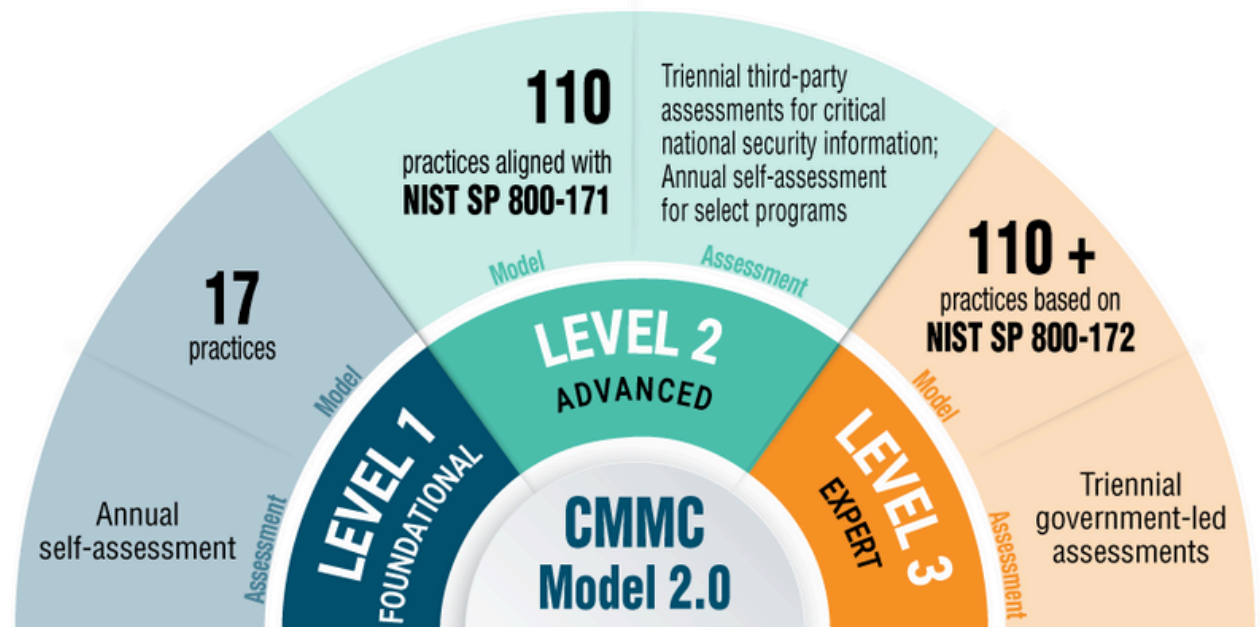 110
practices aligned with
NIST SP 800-171
Model
Triennial third-party
assessments for critical
national security information;
Annual self-assessment
for select programs
Assessment
17
practices
Model
Annual
self-assessment
Assessment
110 +
practices based on
NIST SP 800-172
Model
Triennial
government-led
assessments
Assessment
LEVEL 1
FOUNDATIONAL
LEVEL 2
ADVANCED
LEVEL 3
EXPERT
CMMC
Model 2.0